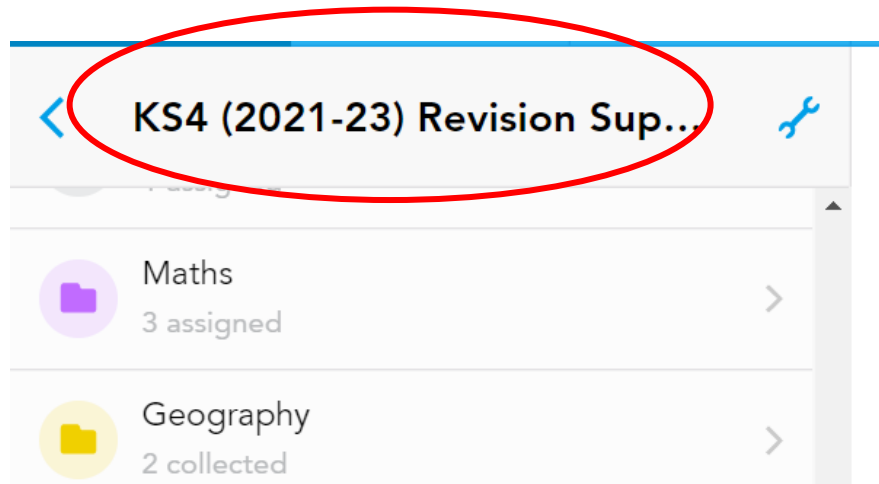 KS4 (2021-23) Revision Sup...
Maths
3 assigned
Geography
2 collected